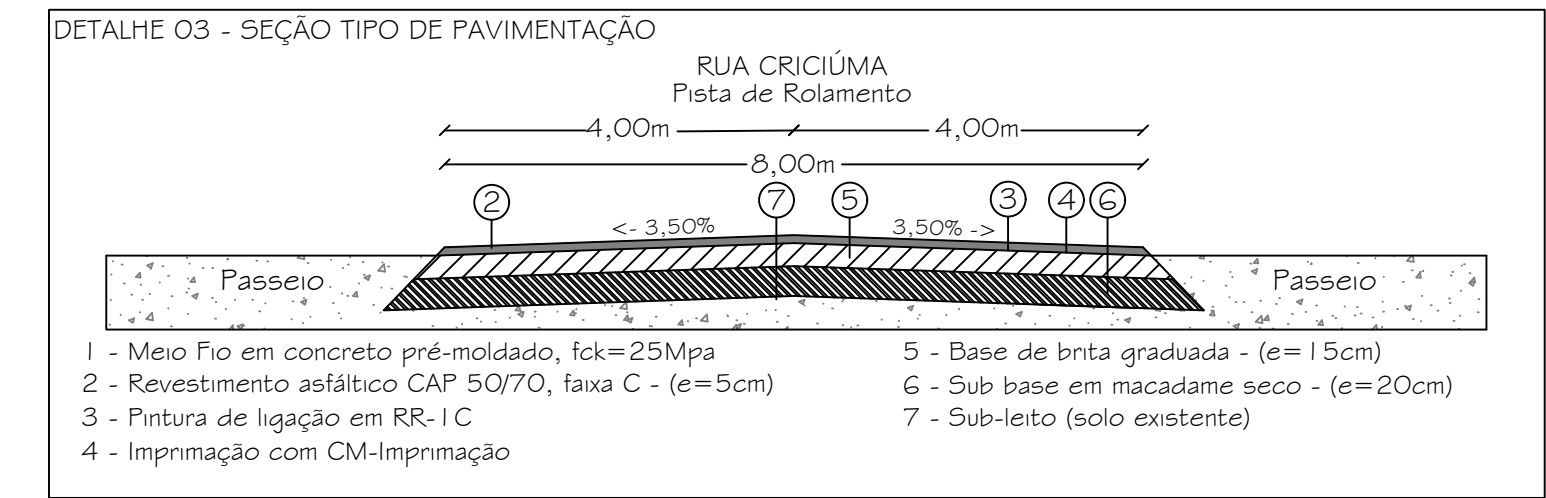 DETALHE 03 - SEÇÃO TIPO DE PAVIMENTAÇÃO
RUA CRICIÚMA
Pista de Rolamento
4,00m 4,00m
8,00m
2 7 5 3 4 6
<- 3,50% 3,50% ->
Passeio Passeio
1 - Meio Fio em concreto pré-moldado, fck=25Mpa
2 - Revestimento asfáltico CAP 50/70, faixa C - (e=5cm)
3 - Pintura de ligação em RR-1C
4 - Imprimação com CM-Imprimação
5 - Base de brita graduada - (e=15cm)
6 - Sub base em macadame seco - (e=20cm)
7 - Sub-leito (solo existente)